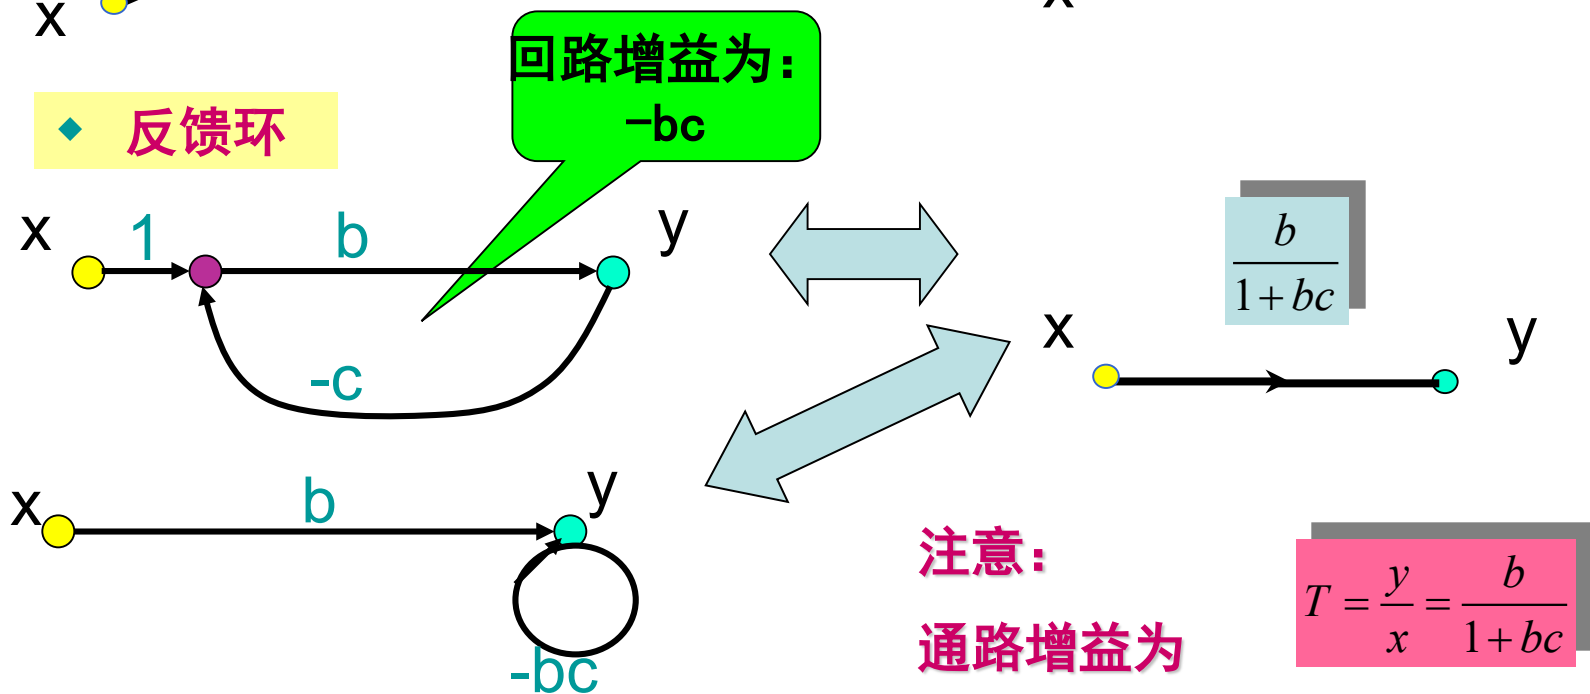 x
x
回路增益为：
-bc
反馈环
x 1 b y
-c
b
1+bc
x y
x b y
-bc
注意：
通路增益为
T = y/x = b/(1+bc)